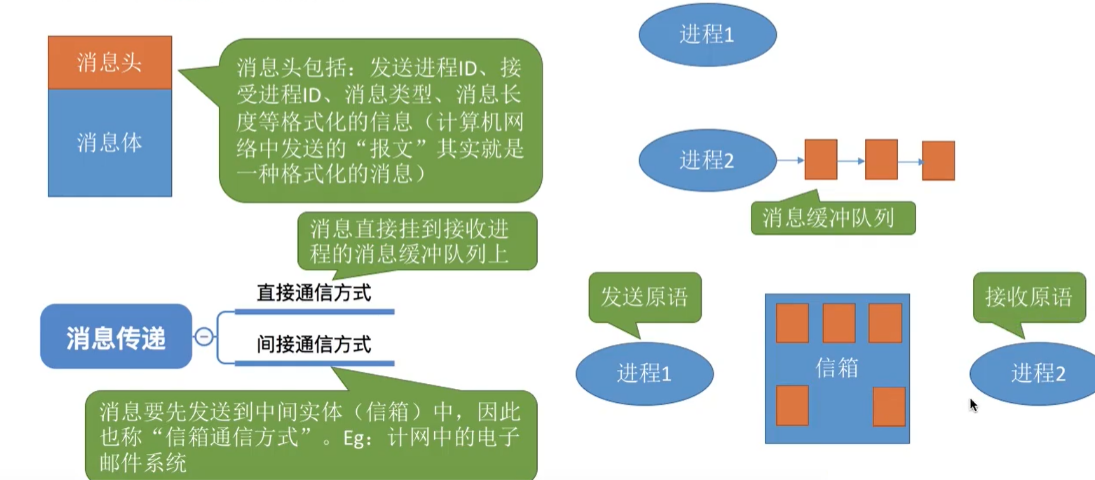 消息头
消息体
消息头包括：发送进程ID、接
受进程ID、消息类型、消息长
度等格式化的信息（计算机网
络中发送的“报文”其实就是
一种格式化的消息）
消息直接挂到接收进
程的消息缓冲队列上
消息传递
直接通信方式
间接通信方式
消息要先发送到中间实体（信箱）中，因此
也称“信箱通信方式”。Eg：计网中的电子
邮件系统
进程1
进程2
消息缓冲队列
发送原语
进程1
信箱
接收原语
进程2